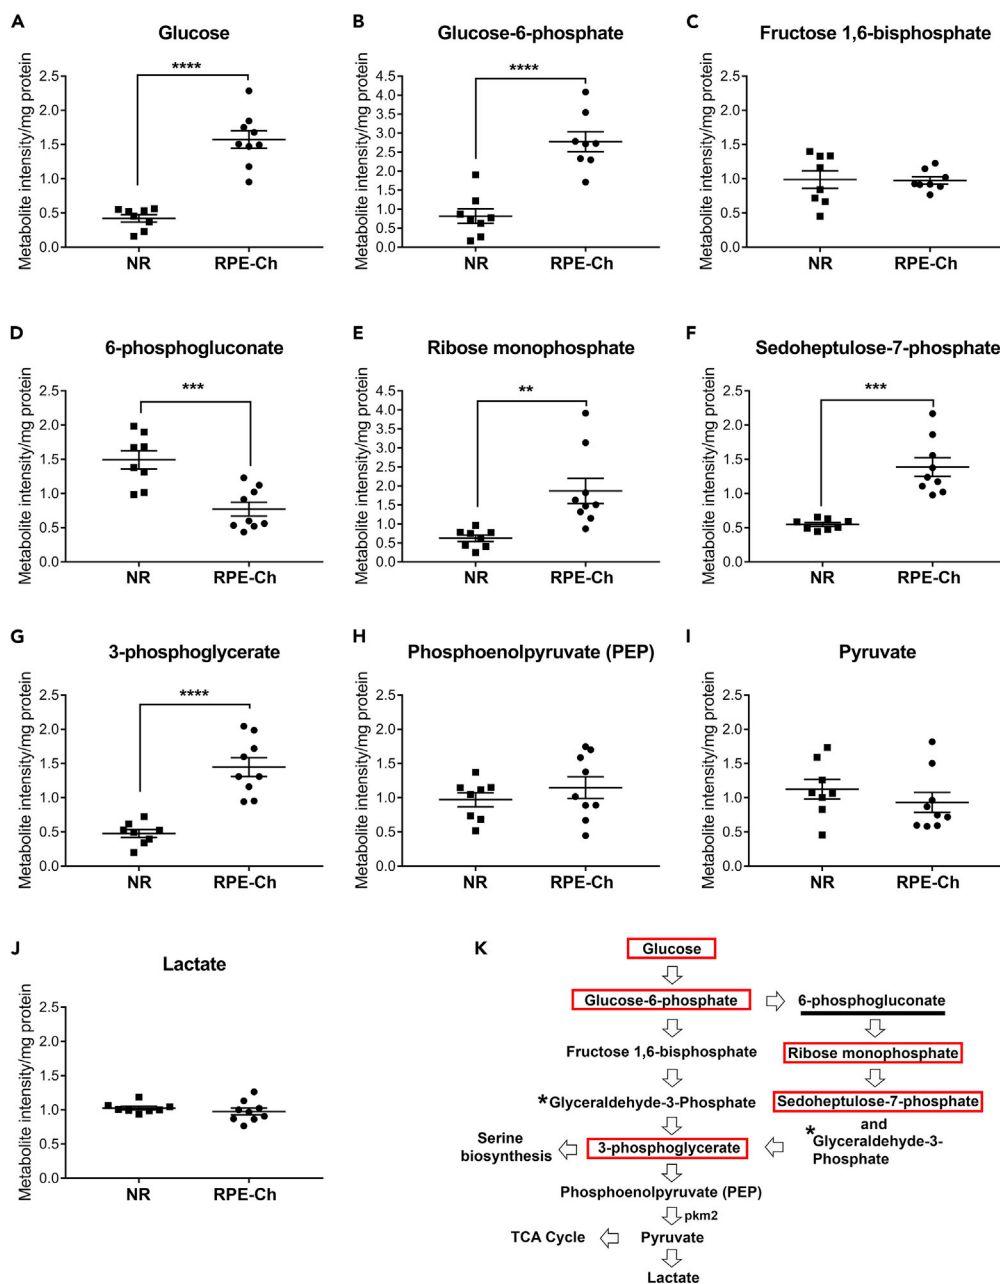 A
Glucose
****
Metabolite intensity/mg protein
2.5
2.0
1.5
1.0
0.5
0.0
NR
RPE-Ch
B
Glucose-6-phosphate
****
Metabolite intensity/mg protein
4.5
4.0
3.5
3.0
2.5
2.0
1.5
1.0
0.5
0.0
NR
RPE-Ch
C
Fructose 1,6-bisphosphate
Metabolite intensity/mg protein
2.5
2.0
1.5
1.0
0.5
0.0
NR
RPE-Ch
D
6-phosphogluconate
***
Metabolite intensity/mg protein
2.5
2.0
1.5
1.0
0.5
0.0
NR
RPE-Ch
E
Ribose monophosphate
**
Metabolite intensity/mg protein
4.5
4.0
3.5
3.0
2.5
2.0
1.5
1.0
0.5
0.0
NR
RPE-Ch
F
Sedoheptulose-7-phosphate
***
Metabolite intensity/mg protein
2.5
2.0
1.5
1.0
0.5
0.0
NR
RPE-Ch
G
3-phosphoglycerate
****
Metabolite intensity/mg protein
2.5
2.0
1.5
1.0
0.5
0.0
NR
RPE-Ch
H
Phosphoenolpyruvate (PEP)
Metabolite intensity/mg protein
2.5
2.0
1.5
1.0
0.5
0.0
NR
RPE-Ch
I
Pyruvate
Metabolite intensity/mg protein
2.5
2.0
1.5
1.0
0.5
0.0
NR
RPE-Ch
J
Lactate
Metabolite intensity/mg protein
2.5
2.0
1.5
1.0
0.5
0.0
NR
RPE-Ch
K
Glucose
Glucose-6-phosphate
6-phosphogluconate
Fructose 1,6-bisphosphate
Ribose monophosphate
*Glyceraldehyde-3-Phosphate
Sedoheptulose-7-phosphate
and
*Glyceraldehyde-3-
Phosphate
Serine
biosynthesis
3-phosphoglycerate
Phosphoenolpyruvate (PEP)
pkm2
TCA Cycle
Pyruvate
Lactate